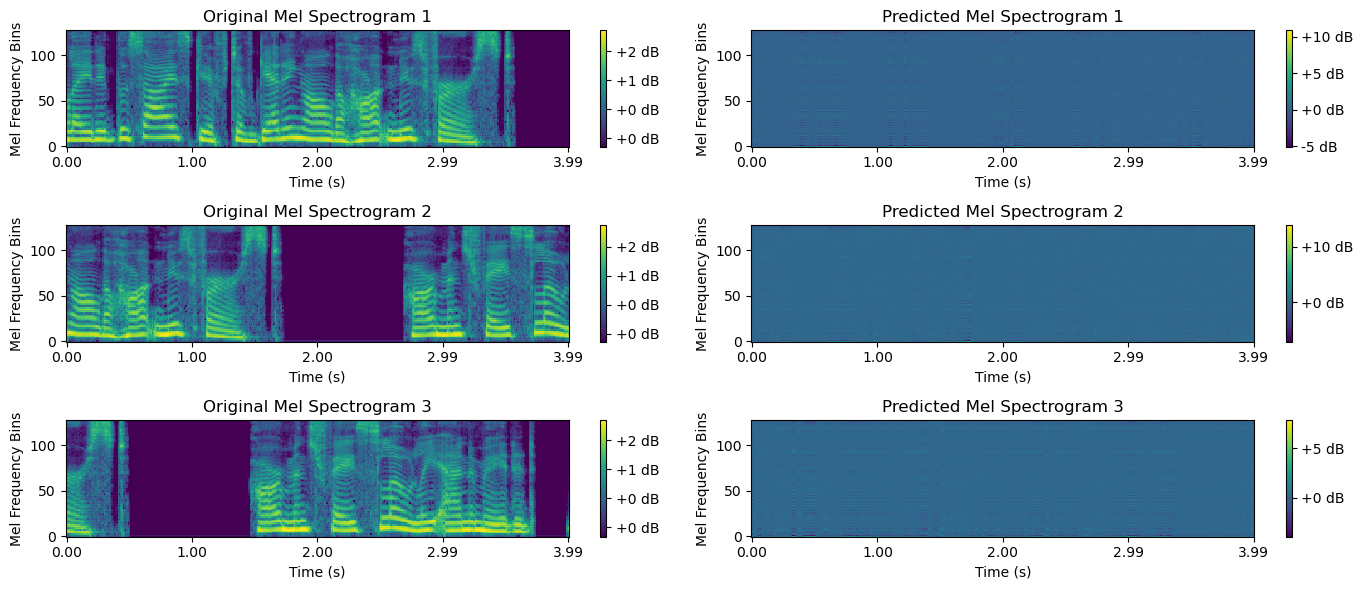 Original Mel Spectrogram 1
Mel Frequency Bins
100
50
0
0.00 1.00 2.00 2.99 3.99
Time (s)
+2 dB
+1 dB
+0 dB
+0 dB
Predicted Mel Spectrogram 1
Mel Frequency Bins
100
50
0
0.00 1.00 2.00 2.99 3.99
Time (s)
+10 dB
+5 dB
+0 dB
-5 dB
Original Mel Spectrogram 2
Mel Frequency Bins
100
50
0
0.00 1.00 2.00 2.99 3.99
Time (s)
+2 dB
+1 dB
+0 dB
+0 dB
Predicted Mel Spectrogram 2
Mel Frequency Bins
100
50
0
0.00 1.00 2.00 2.99 3.99
Time (s)
+10 dB
+0 dB
Original Mel Spectrogram 3
Mel Frequency Bins
100
50
0
0.00 1.00 2.00 2.99 3.99
Time (s)
+2 dB
+1 dB
+0 dB
+0 dB
Predicted Mel Spectrogram 3
Mel Frequency Bins
100
50
0
0.00 1.00 2.00 2.99 3.99
Time (s)
+5 dB
+0 dB